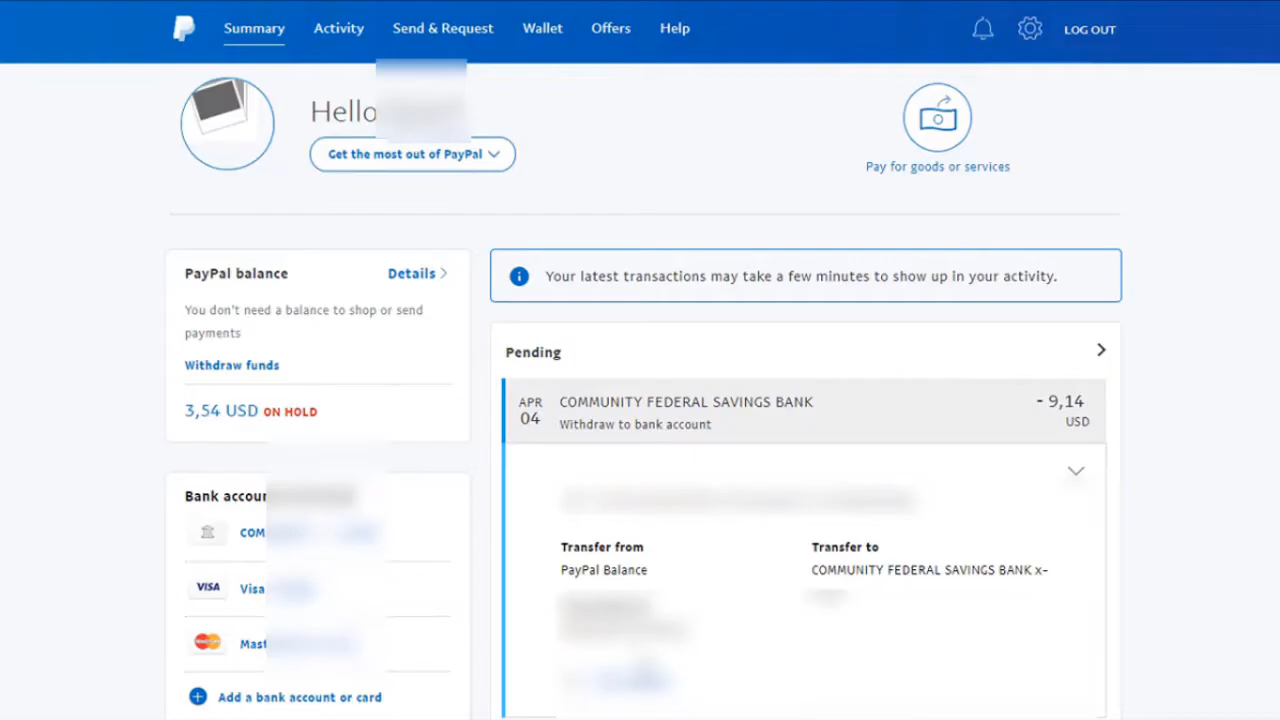 Summary Activity Send & Request Wallet Offers Help LOG OUT
Hello
Get the most out of PayPal
Pay for goods or services
PayPal balance Details
You don't need a balance to shop or send
payments
Withdraw funds
3,54 USD ON HOLD
Your latest transactions may take a few minutes to show up in your activity.
Pending
APR
04
COMMUNITY FEDERAL SAVINGS BANK
Withdraw to bank account
- 9,14
USD
Transfer from
PayPal Balance
Transfer to
COMMUNITY FEDERAL SAVINGS BANK x-
Bank accoun
COM
VISA Visa
Mast
Add a bank account or card